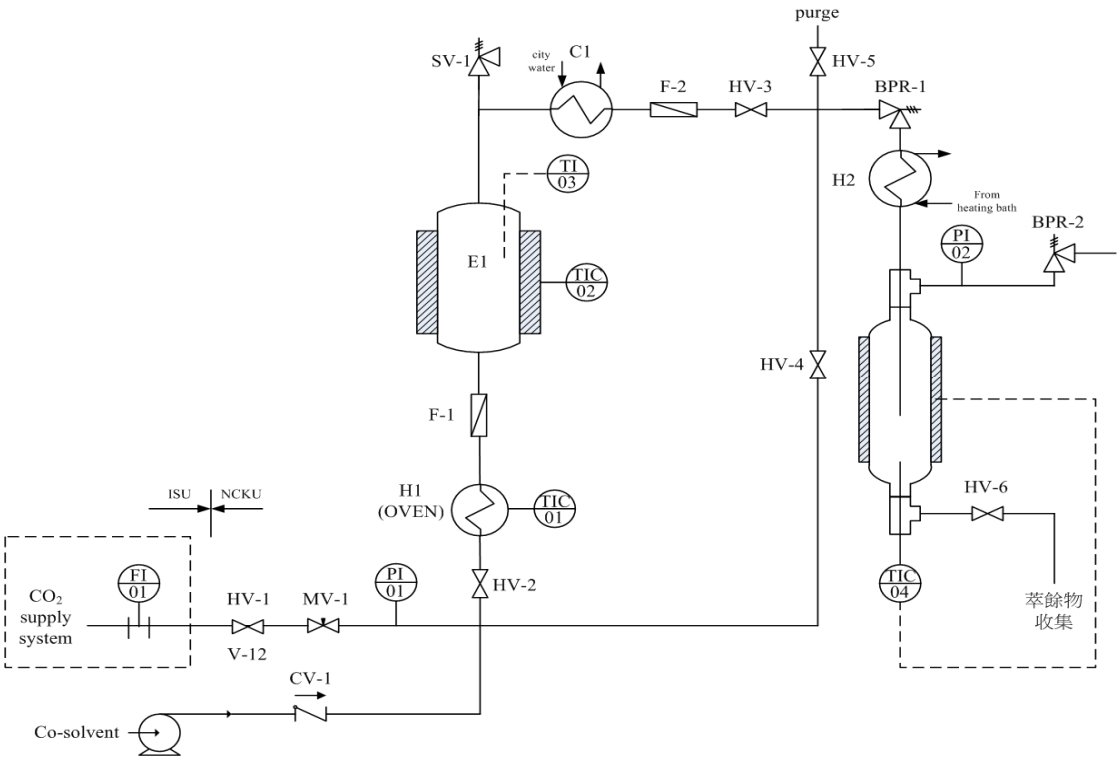 purge
SV-1
city
water
C1
F-2
HV-3
HV-5
BPR-1
TI
03
H2
From
heating bath
BPR-2
PI
02
E1
TIC
02
HV-4
F-1
H1
(OVEN)
TIC
01
HV-6
ISU
NCKU
FI
01
CO2
supply
system
HV-1
V-12
MV-1
PI
01
HV-2
TIC
04
萃餘物
收集
CV-1
Co-solvent